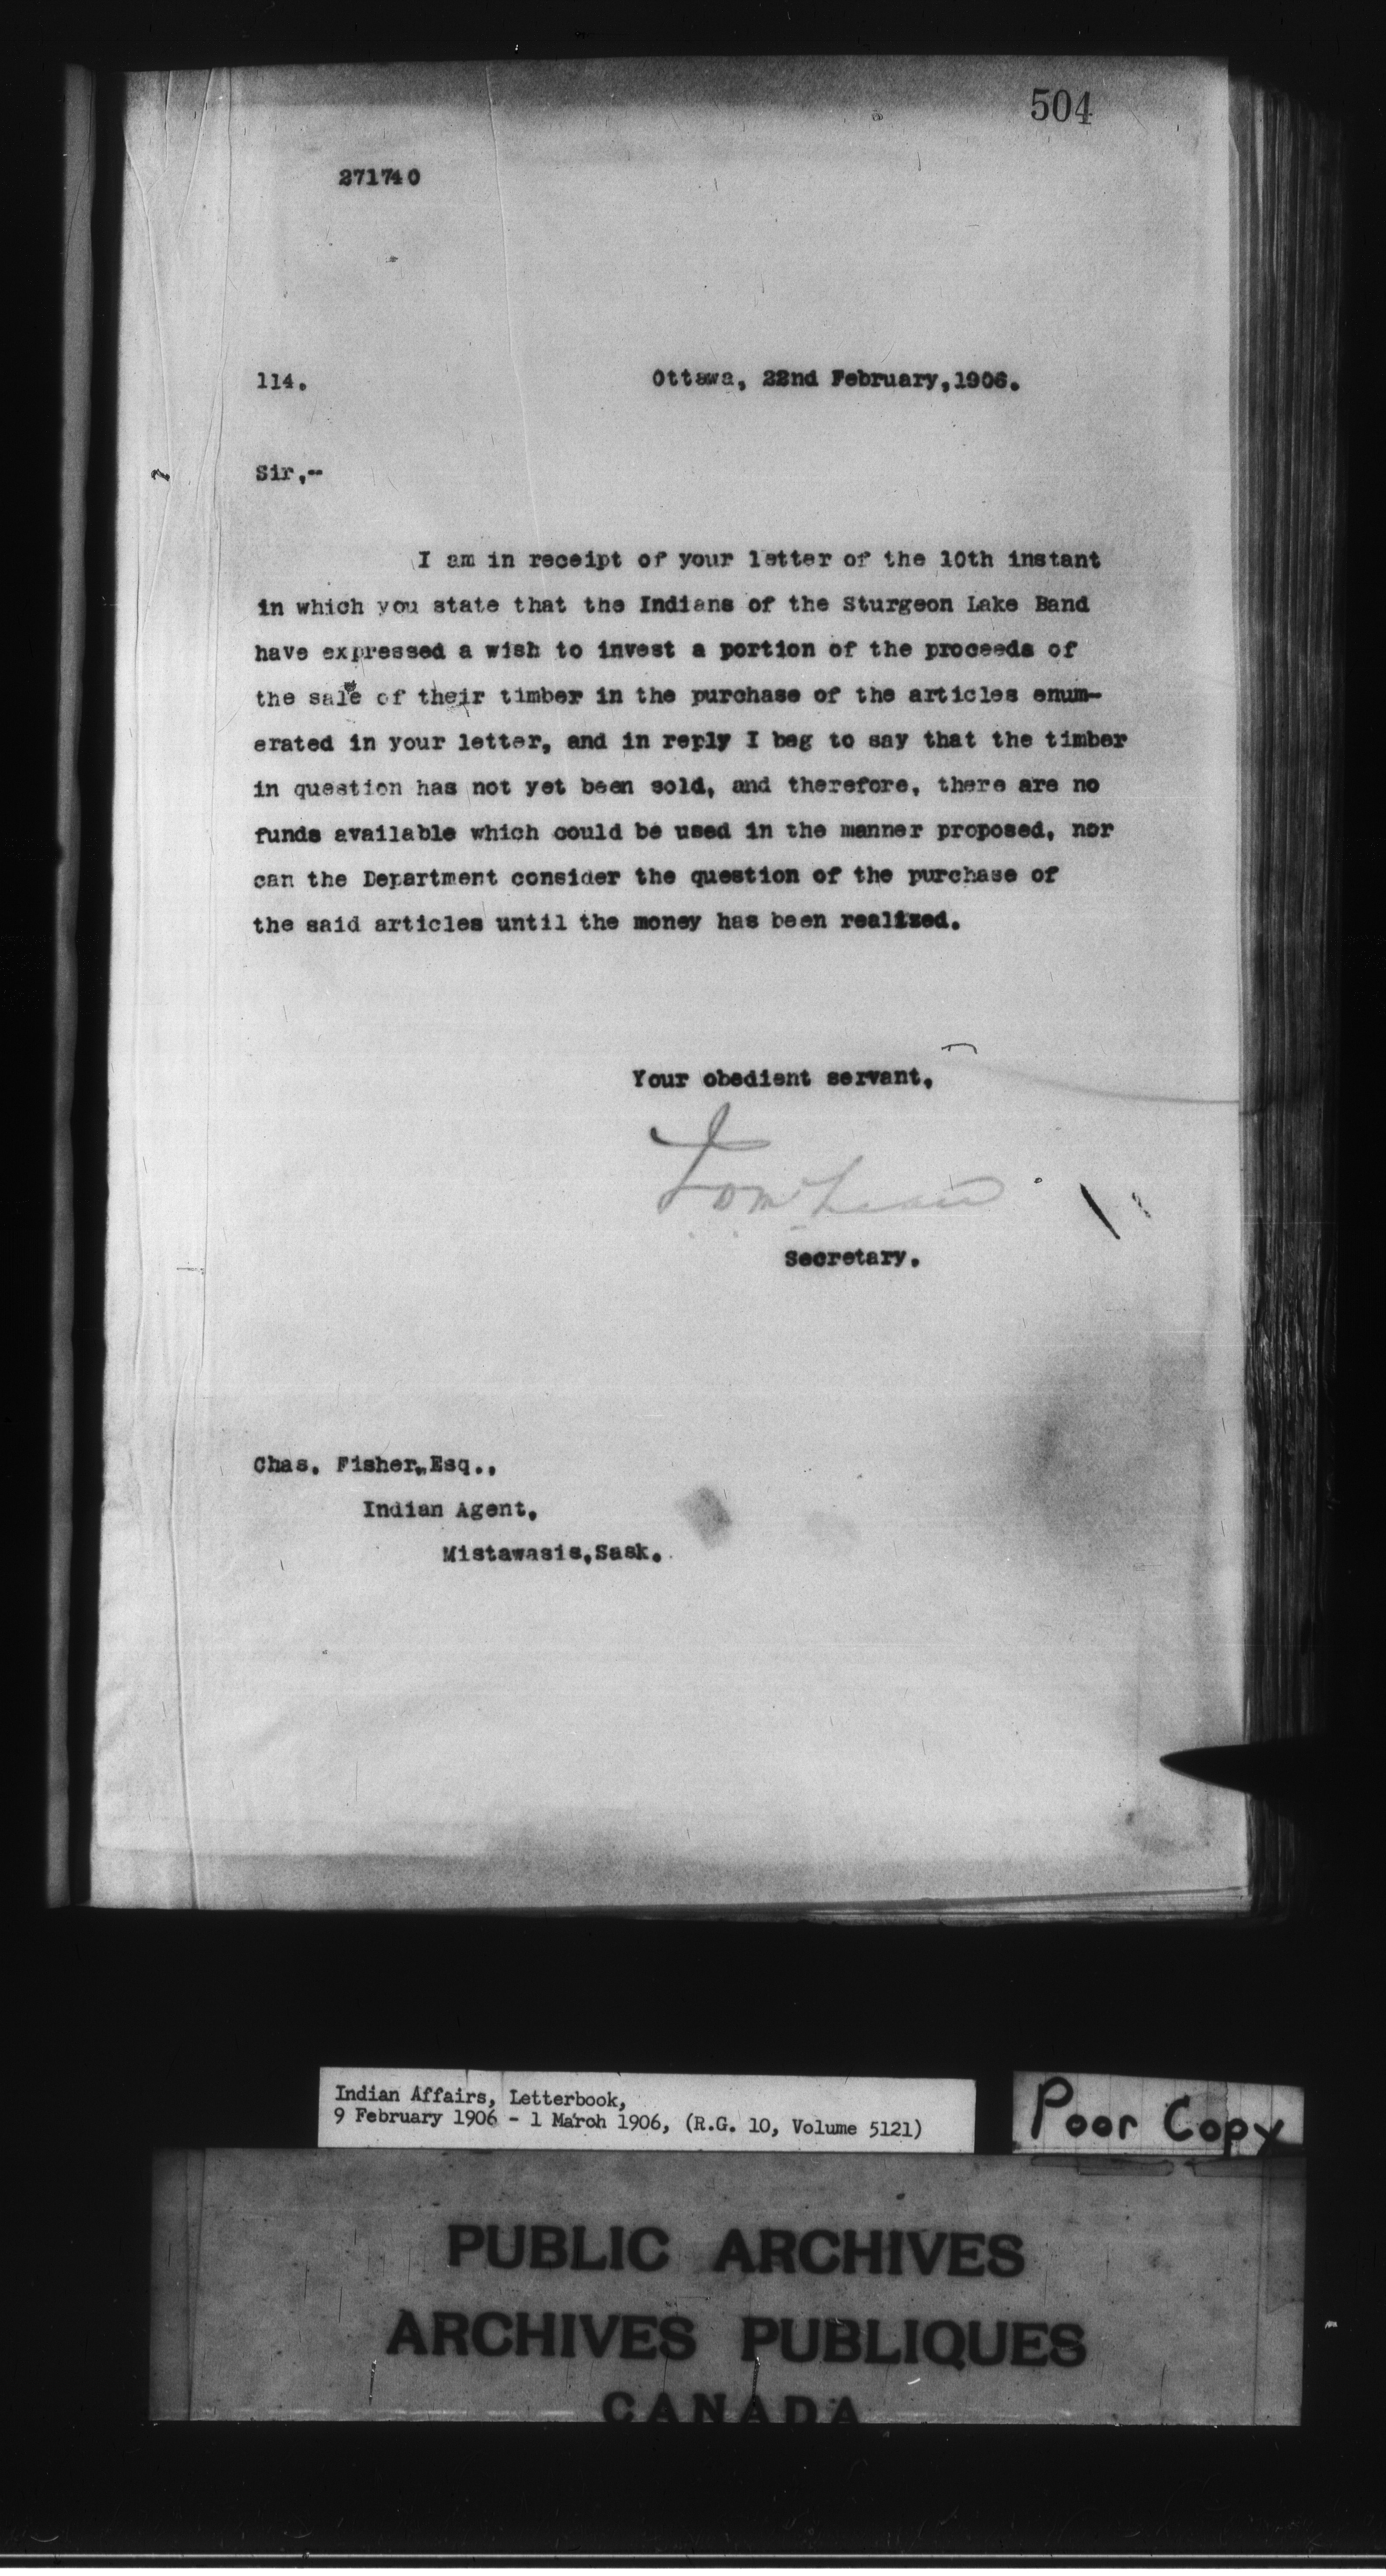 504
271740
114. Ottawa, 22nd February,1906.
Sir,--
I am in receipt of your letter of the 10th instant
in which you state that the Indians of the Sturgeon Lake Band
have expressed a wish to invest a portion of the proceeds of
the sale of their timber in the purchase of the articles enum-
erated in your letter, and in reply I beg to say that the timber
in question has not yet been sold, and therefore, there are no
funds available which could be used in the manner proposed, nor
can the Department consider the question of the purchase of
the said articles until the money has been realized.
Your obedient servant,
Secretary.
Chas. Fisher, Esq.,
Indian Agent,
Mistawasis,Sask.
Indian Affairs, Letterbook,
9 February 1906 - 1 March 1906, (R.G. 10, Volume 5121)
Poor Copy
PUBLIC ARCHIVES
ARCHIVES PUBLIQUES
CANADA